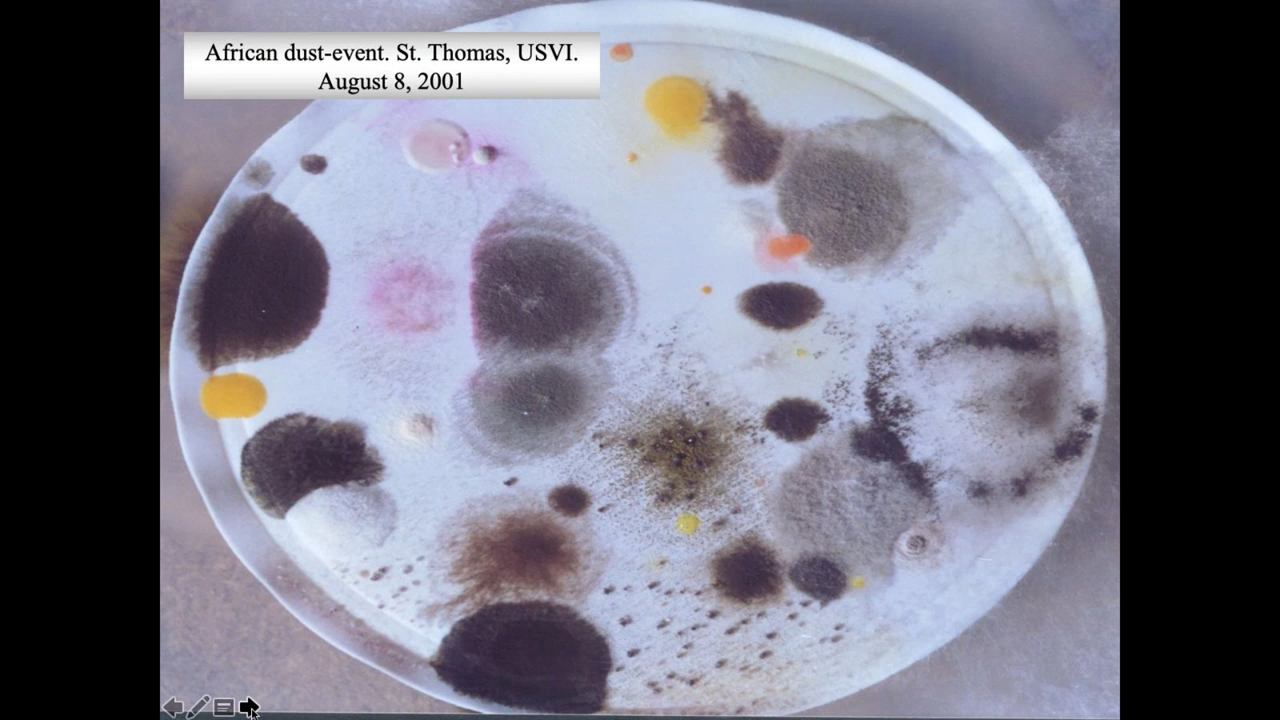 African dust-event. St. Thomas, USVI.
August 8, 2001